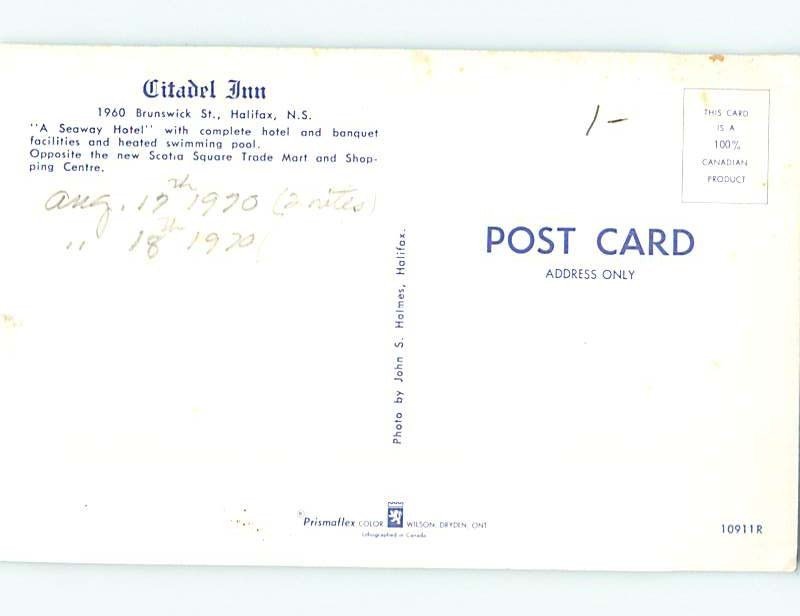 Citadel Inn
1960 Brunswick St., Halifax, N.S.
"A Seaway Hotel" with complete hotel and banquet
facilities and heated swimming pool.
Opposite the new Scotia Square Trade Mart and Shop-
ping Centre.
Aug. 17th 1970 (2 nites)
" 18th 1970 (
Photo by John S. Holmes, Halifax.
1-
THIS CARD
IS A
100%
CANADIAN
PRODUCT
POST CARD
ADDRESS ONLY
®Prismaflex COLOR WILSON, DRYDEN, ONT
Lithographed in Canada
10911R